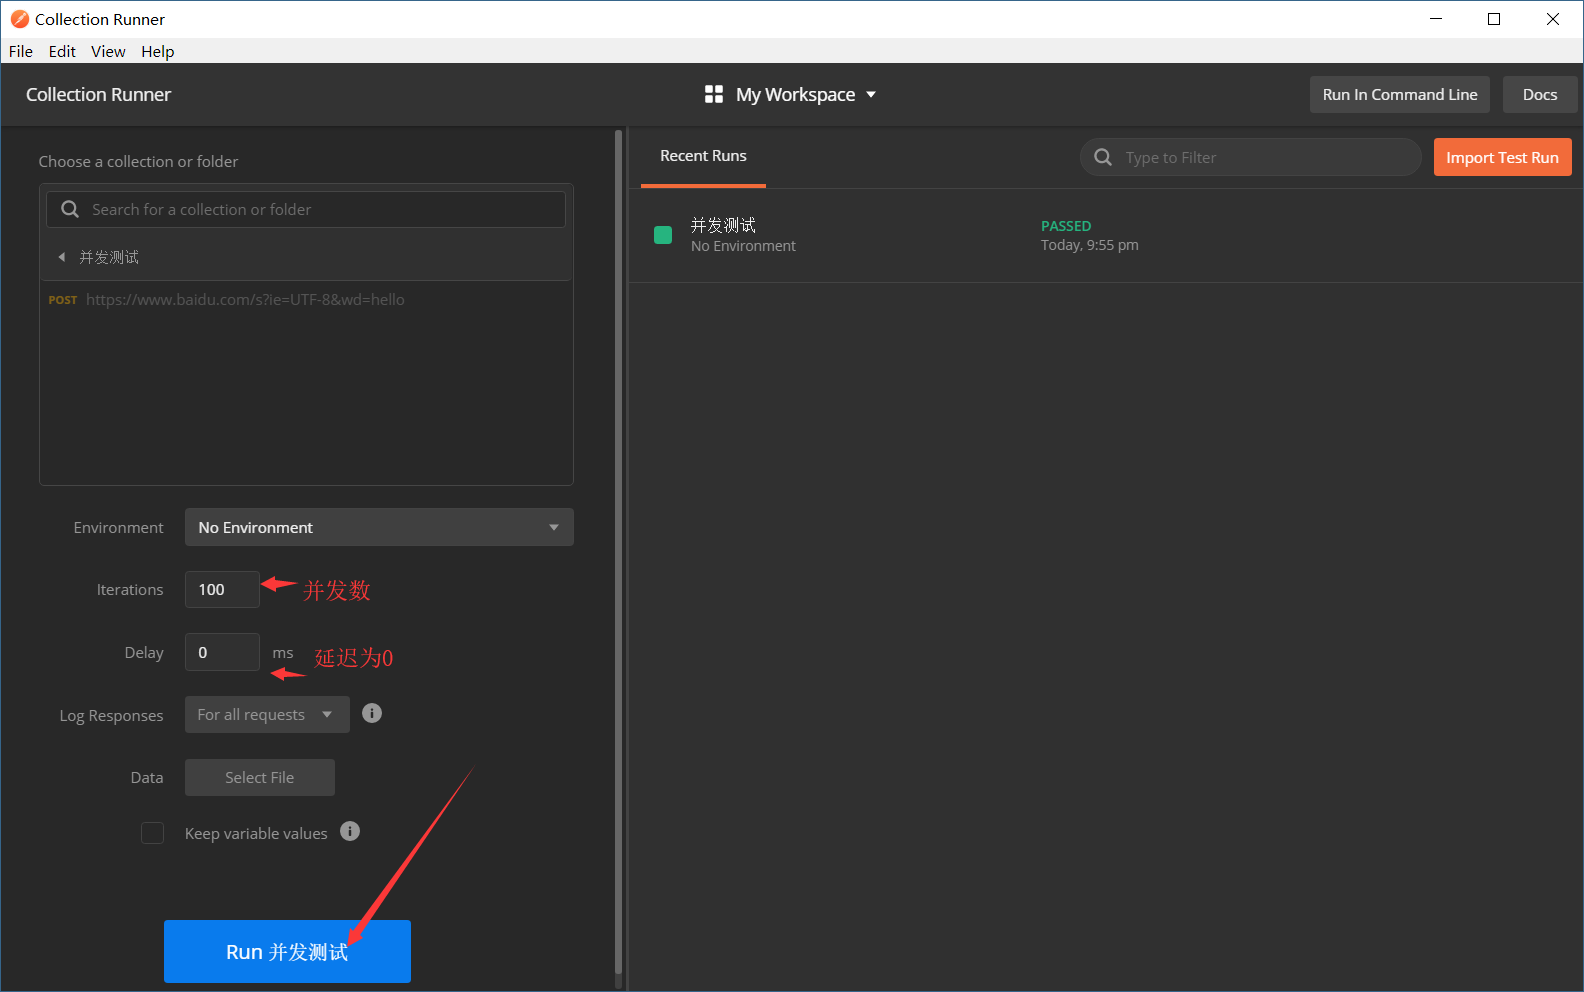 Collection Runner
File Edit View Help
Collection Runner
My Workspace
Run In Command Line
Docs
Choose a collection or folder
Search for a collection or folder
并发测试
POST https://www.baidu.com/s?ie=UTF-8&wd=hello
Environment No Environment
Iterations 100 并发数
Delay 0 ms 延迟为0
Log Responses For all requests
Data Select File
Keep variable values
Run 并发测试
Recent Runs
Type to Filter
Import Test Run
并发测试
No Environment
PASSED
Today, 9:55 pm